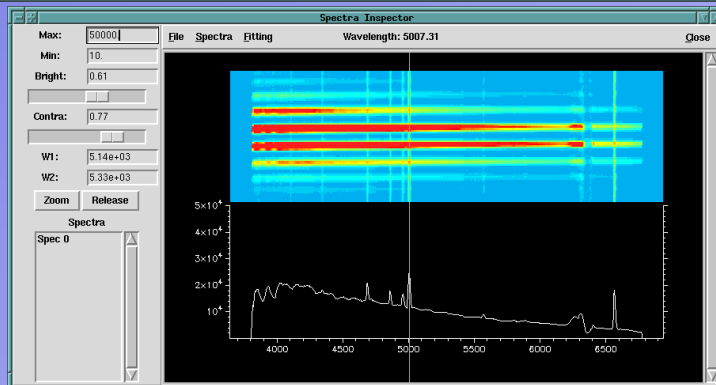 Spectra Inspector
Max: 50000.
Min: 10.
Bright: 0.61
Contra: 0.77
W1: 5.14e+03
W2: 5.33e+03
Zoom Release
Spectra
Spec 0
File Spectra Fitting Wavelength: 5007.31 Close
5×10⁴
4×10⁴
3×10⁴
2×10⁴
10⁴
4000 4500 5000 5500 6000 6500